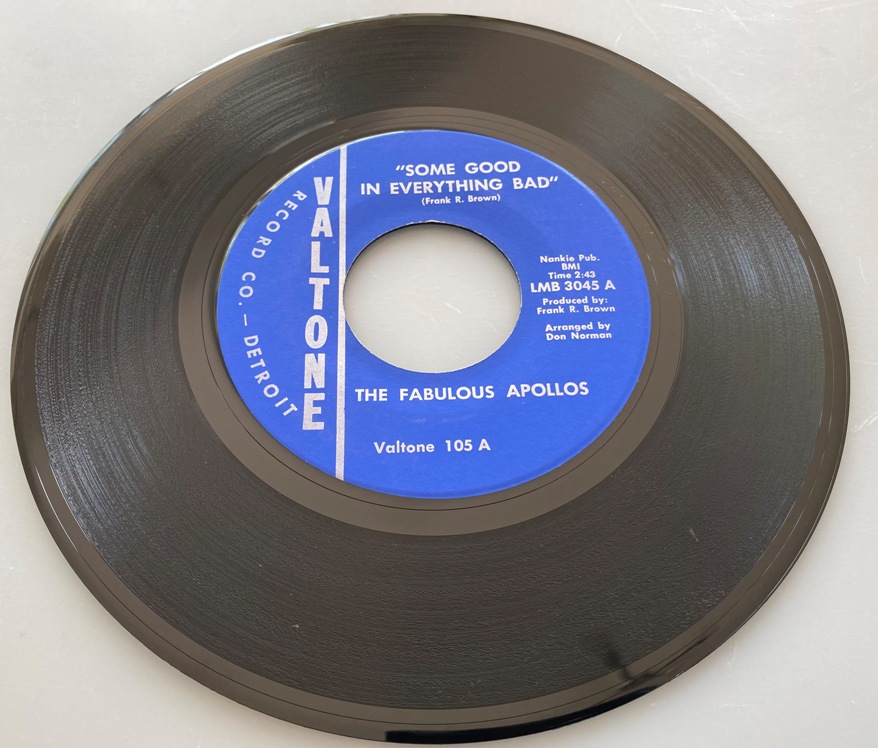 VALTONE
RECORD CO. — DETROIT
"SOME GOOD
IN EVERYTHING BAD"
(Frank R. Brown)
Nankie Pub.
BMI
Time 2:43
LMB 3045 A
Produced by:
Frank R. Brown
Arranged by
Don Norman
THE FABULOUS APOLLOS
Valtone 105 A